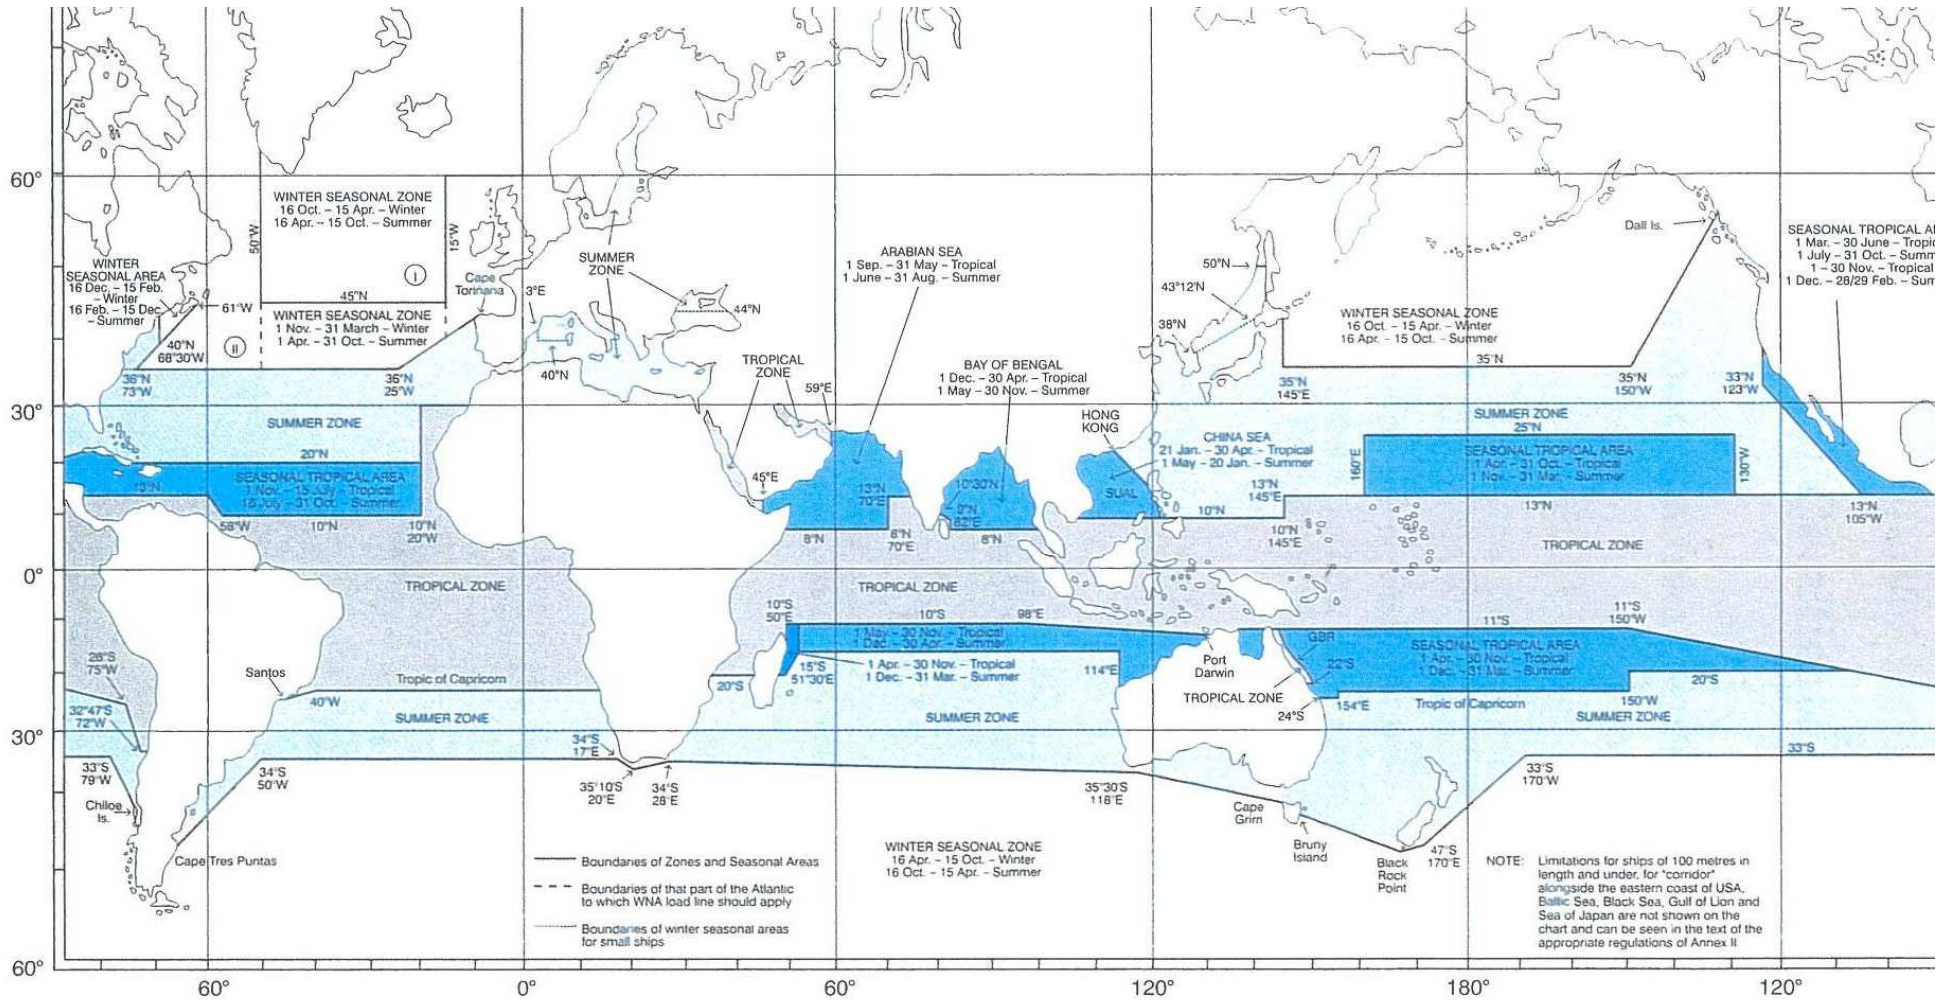 60°
30°
0°
30°
60°
60°
0°
60°
120°
180°
120°
WINTER SEASONAL ZONE
16 Oct. – 15 Apr. – Winter
16 Apr. – 15 Oct. – Summer
50°W
15°W
I
45°N
WINTER SEASONAL ZONE
1 Nov. – 31 March – Winter
1 Apr. – 31 Oct. – Summer
II
WINTER
SEASONAL AREA
16 Dec. – 15 Feb.
– Winter
16 Feb. – 15 Dec
– Summer
61°W
40°N
68°30'W
36°N
73°W
36°N
25°W
Cape
Toriñana
3°E
SUMMER
ZONE
44°N
40°N
TROPICAL
ZONE
59°E
45°E
ARABIAN SEA
1 Sep. – 31 May – Tropical
1 June – 31 Aug. – Summer
BAY OF BENGAL
1 Dec. – 30 Apr. – Tropical
1 May – 30 Nov. – Summer
HONG
KONG
CHINA SEA
21 Jan. – 30 Apr. – Tropical
1 May – 20 Jan. – Summer
SUAL
50°N
43°12'N
38°N
WINTER SEASONAL ZONE
16 Oct. – 15 Apr. – Winter
16 Apr. – 15 Oct. – Summer
35°N
35°N
145°E
35°N
150°W
33°N
123°W
Dall Is.
SEASONAL TROPICAL
1 Mar. – 30 June –
1 July – 31 Oct. –
1 – 30 Nov. – Tropical
1 Dec. – 28/29 Feb. –
SUMMER ZONE
20°N
SEASONAL TROPICAL AREA
1 Nov. – 15 July – Tropical
16 July – 31 Oct. – Summer
13°N
58°W
10°N
10°N
20°W
SUMMER ZONE
25°N
SEASONAL TROPICAL AREA
1 Apr. – 31 Oct. – Tropical
1 Nov. – 31 Mar. – Summer
160°E
130°W
13°N
13°N
105°W
13°N
145°E
10°N
10°N
145°E
13°N
70°E
8°N
8°N
70°E
10°30'N
9°N
82°E
8°N
TROPICAL ZONE
TROPICAL ZONE
TROPICAL ZONE
10°S
50°E
10°S
98°E
1 May – 30 Nov. – Tropical
1 Dec. – 30 Apr. – Summer
15°S
51°30'E
1 Apr. – 30 Nov. – Tropical
1 Dec. – 31 Mar. – Summer
114°E
20°S
Port
Darwin
TROPICAL ZONE
GBR
22°S
24°S
154°E
11°S
11°S
150°W
SEASONAL TROPICAL AREA
1 Apr. – 30 Nov. – Tropical
1 Dec. – 31 Mar. – Summer
20°S
Tropic of Capricorn
150°W
SUMMER ZONE
Santos
40°W
Tropic of Capricorn
SUMMER ZONE
SUMMER ZONE
75°W
32°47'S
72°W
33°S
79°W
Chiloe
Is.
34°S
50°W
Cape Tres Puntas
34°S
17°E
35°10'S
20°E
34°S
28°E
35°30'S
118°E
Cape
Grim
Bruny
Island
Black
Rock
Point
47°S
170°E
33°S
170°W
33°S
WINTER SEASONAL ZONE
16 Apr. – 15 Oct. – Winter
16 Oct. – 15 Apr. – Summer
Boundaries of Zones and Seasonal Areas
Boundaries of that part of the Atlantic
to which WNA load line should apply
Boundaries of winter seasonal areas
for small ships
NOTE: Limitations for ships of 100 metres in
length and under, for "corridor"
alongside the eastern coast of USA,
Baltic Sea, Black Sea, Gulf of Lion and
Sea of Japan are not shown on the
chart and can be seen in the text of the
appropriate regulations of Annex II